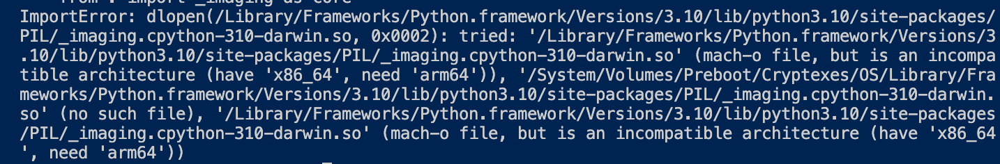 from . import _imaging as core
ImportError: dlopen(/Library/Frameworks/Python.framework/Versions/3.10/lib/python3.10/site-packages/
PIL/_imaging.cpython-310-darwin.so, 0x0002): tried: '/Library/Frameworks/Python.framework/Versions/3
.10/lib/python3.10/site-packages/PIL/_imaging.cpython-310-darwin.so' (mach-o file, but is an incompa
tible architecture (have 'x86_64', need 'arm64')), '/System/Volumes/Preboot/Cryptexes/OS/Library/Fra
meworks/Python.framework/Versions/3.10/lib/python3.10/site-packages/PIL/_imaging.cpython-310-darwin.
so' (no such file), '/Library/Frameworks/Python.framework/Versions/3.10/lib/python3.10/site-packages
/PIL/_imaging.cpython-310-darwin.so' (mach-o file, but is an incompatible architecture (have 'x86_64
', need 'arm64'))